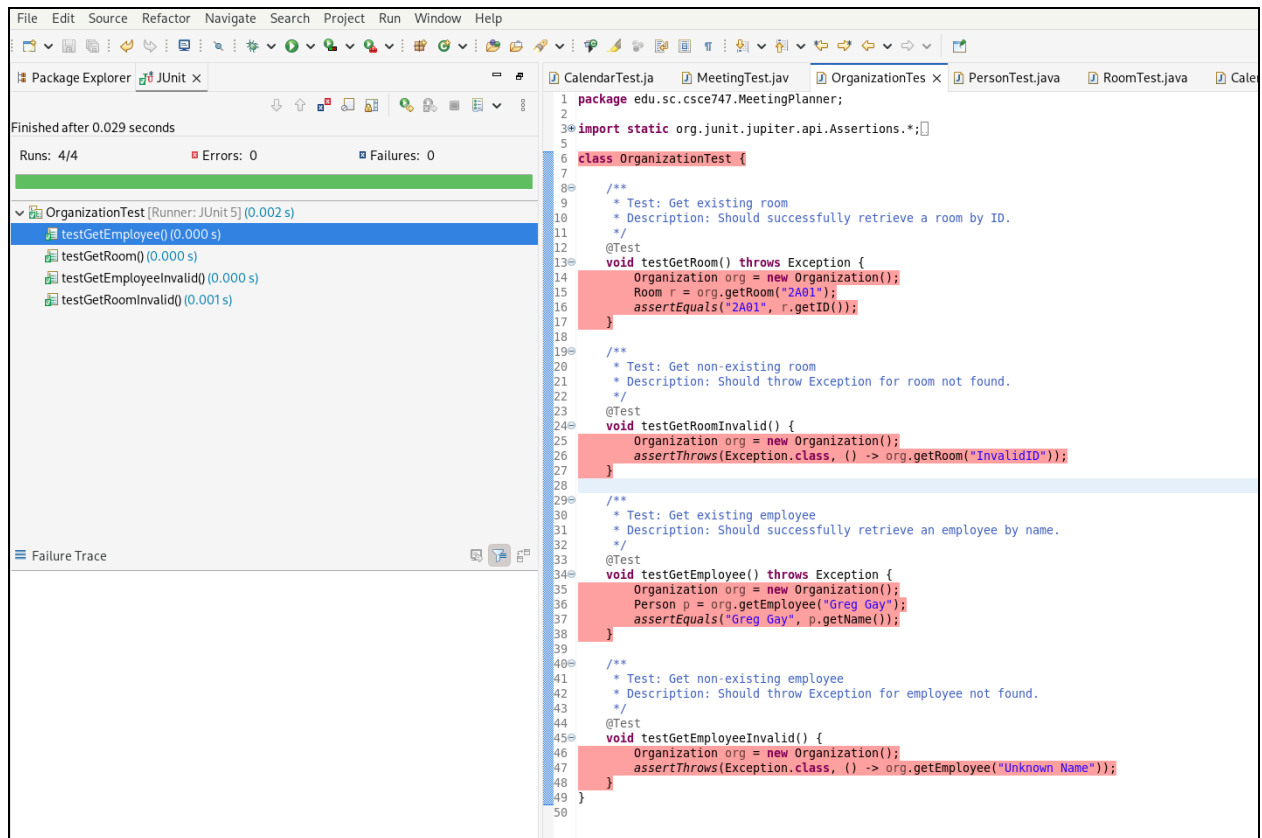 File Edit Source Refactor Navigate Search Project Run Window Help
Package Explorer JUnit
Finished after 0.029 seconds
Runs: 4/4 Errors: 0 Failures: 0
OrganizationTest [Runner: JUnit 5] (0.002 s)
testGetEmployee() (0.000 s)
testGetRoom() (0.000 s)
testGetEmployeeInvalid() (0.000 s)
testGetRoomInvalid() (0.001 s)
Failure Trace
CalendarTest.ja MeetingTest.jav OrganizationTes PersonTest.java RoomTest.java Caler
1 package edu.sc.csce747.MeetingPlanner;
2
3 import static org.junit.jupiter.api.Assertions.*;
5
6 class OrganizationTest {
7
8 /**
9 * Test: Get existing room
10 * Description: Should successfully retrieve a room by ID.
11 */
12 @Test
13 void testGetRoom() throws Exception {
14 Organization org = new Organization();
15 Room r = org.getRoom("2A01");
16 assertEquals("2A01", r.getID());
17 }
18
19 /**
20 * Test: Get non-existing room
21 * Description: Should throw Exception for room not found.
22 */
23 @Test
24 void testGetRoomInvalid() {
25 Organization org = new Organization();
26 assertThrows(Exception.class, () -> org.getRoom("InvalidID"));
27 }
28
29 /**
30 * Test: Get existing employee
31 * Description: Should successfully retrieve an employee by name.
32 */
33 @Test
34 void testGetEmployee() throws Exception {
35 Organization org = new Organization();
36 Person p = org.getEmployee("Greg Gay");
37 assertEquals("Greg Gay", p.getName());
38 }
39
40 /**
41 * Test: Get non-existing employee
42 * Description: Should throw Exception for employee not found.
43 */
44 @Test
45 void testGetEmployeeInvalid() {
46 Organization org = new Organization();
47 assertThrows(Exception.class, () -> org.getEmployee("Unknown Name"));
48 }
49 }
50